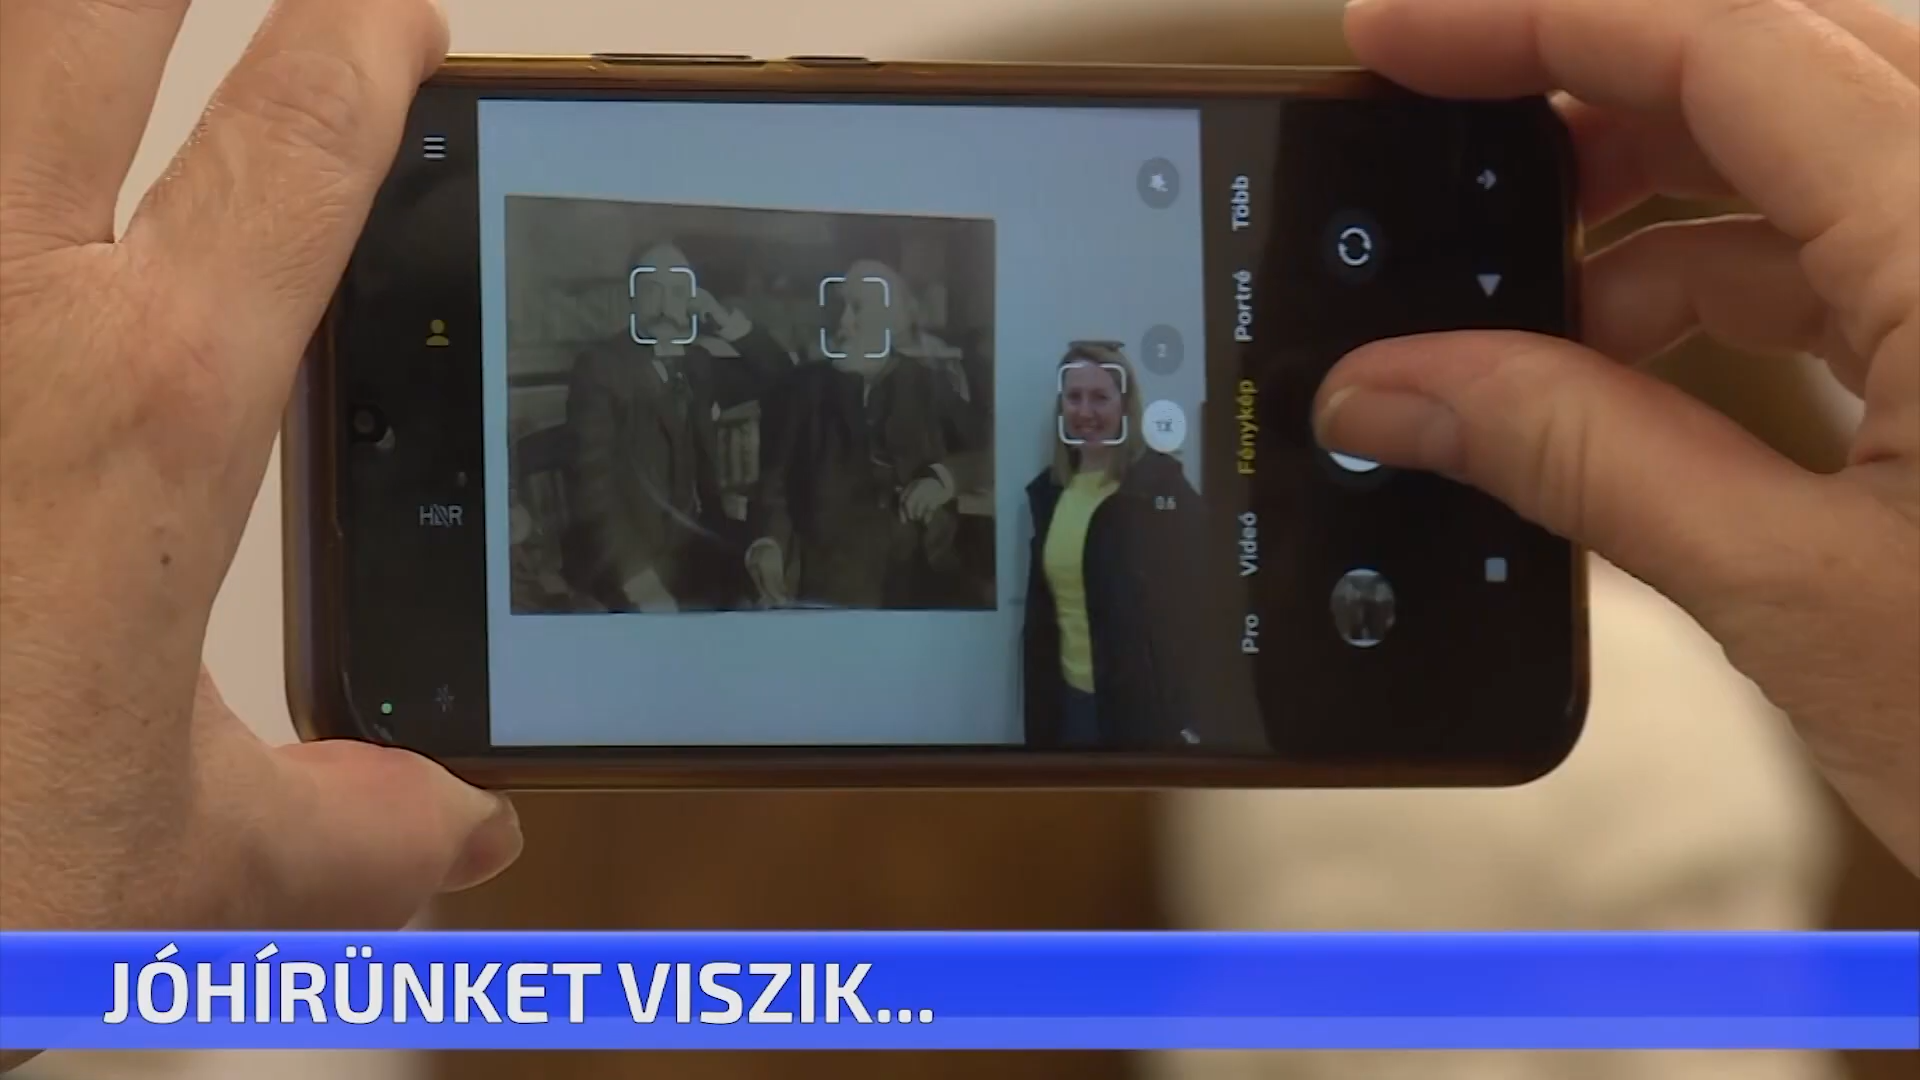 Több
Portré
Fénykép
Videó
Pro
HDR
2
1X
0.6
JÓHÍRÜNKET VISZIK...